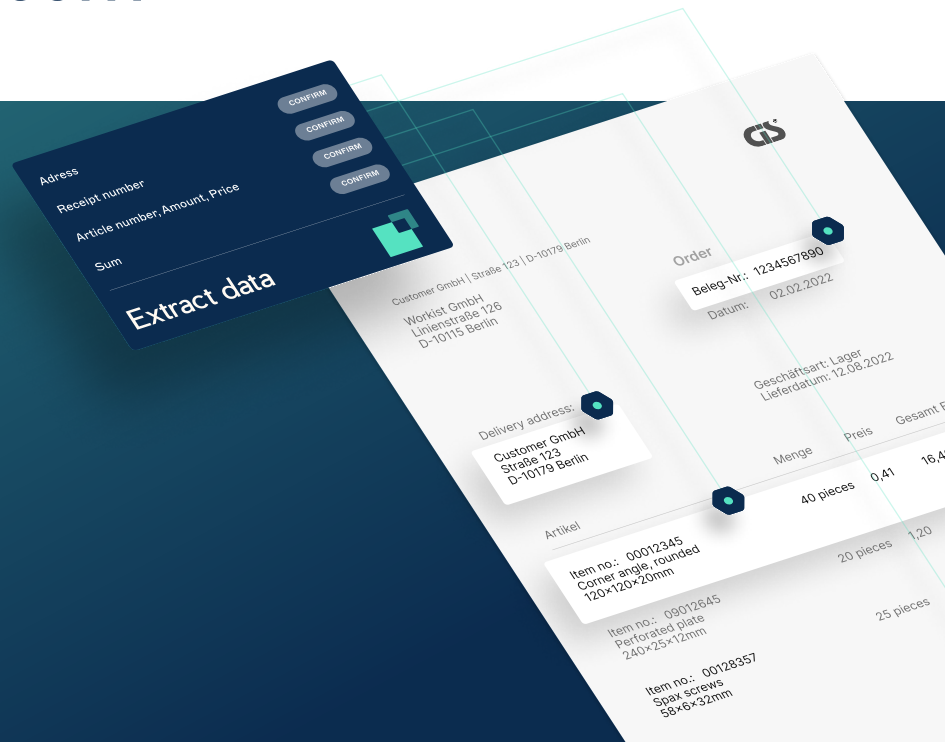 Adress
CONFIRM
Receipt number
CONFIRM
Article number, Amount, Price
CONFIRM
Sum
CONFIRM
Extract data
GIS
Customer GmbH | Straße 123 | D-10179 Berlin
Workist GmbH
Linienstraße 126
D-10115 Berlin
Order
Beleg-Nr.: 1234567890
Datum: 02.02.2022
Geschäftsart: Lager
Lieferdatum: 12.08.2022
Delivery address:
Customer GmbH
Straße 123
D-10179 Berlin
Artikel Menge Preis Gesamt
Item no.: 00012345 40 pieces 0,41
Corner angle, rounded
120×120×20mm
Item no.: 09012645 20 pieces 1,20
Perforated plate
240×25×12mm
Item no.: 00128357 25 pieces
Spax screws
58×6×32mm